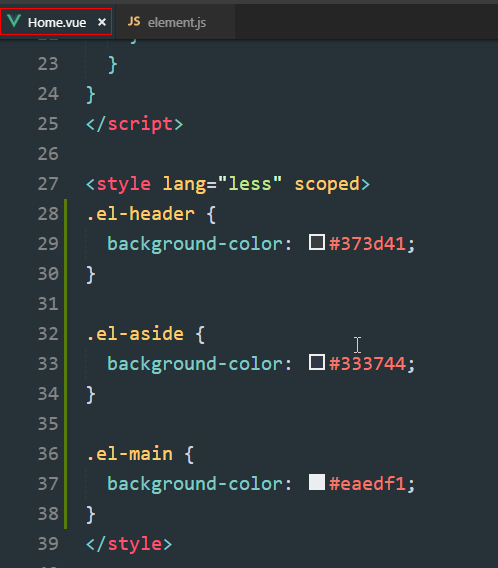 Home.vue × JS element.js
22 }
23 }
24 }
25 </script>
26
27 <style lang="less" scoped>
28 .el-header {
29 background-color: #373d41;
30 }
31
32 .el-aside {
33 background-color: #333744;
34 }
35
36 .el-main {
37 background-color: #eaedf1;
38 }
39 </style>